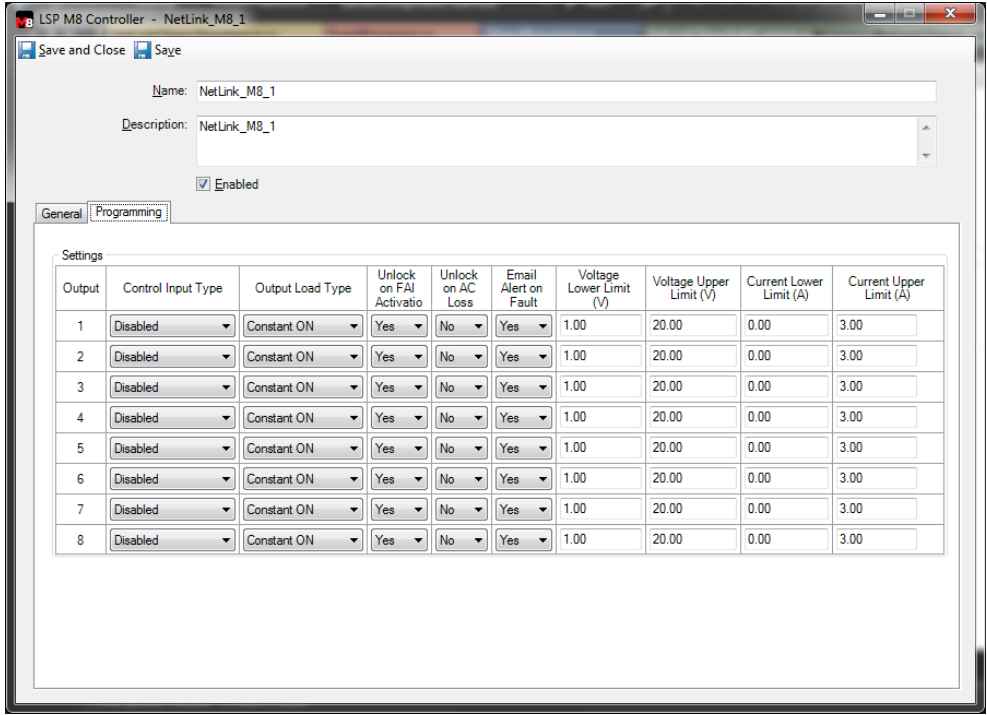 M8 LSP M8 Controller - NetLink_M8_1
Save and Close Save
Name: NetLink_M8_1
Description: NetLink_M8_1
Enabled
General Programming
Settings
Output Control Input Type Output Load Type Unlock on FAI Activatio Unlock on AC Loss Email Alert on Fault Voltage Lower Limit (V) Voltage Upper Limit (V) Current Lower Limit (A) Current Upper Limit (A)
1 Disabled Constant ON Yes No Yes 1.00 20.00 0.00 3.00
2 Disabled Constant ON Yes No Yes 1.00 20.00 0.00 3.00
3 Disabled Constant ON Yes No Yes 1.00 20.00 0.00 3.00
4 Disabled Constant ON Yes No Yes 1.00 20.00 0.00 3.00
5 Disabled Constant ON Yes No Yes 1.00 20.00 0.00 3.00
6 Disabled Constant ON Yes No Yes 1.00 20.00 0.00 3.00
7 Disabled Constant ON Yes No Yes 1.00 20.00 0.00 3.00
8 Disabled Constant ON Yes No Yes 1.00 20.00 0.00 3.00